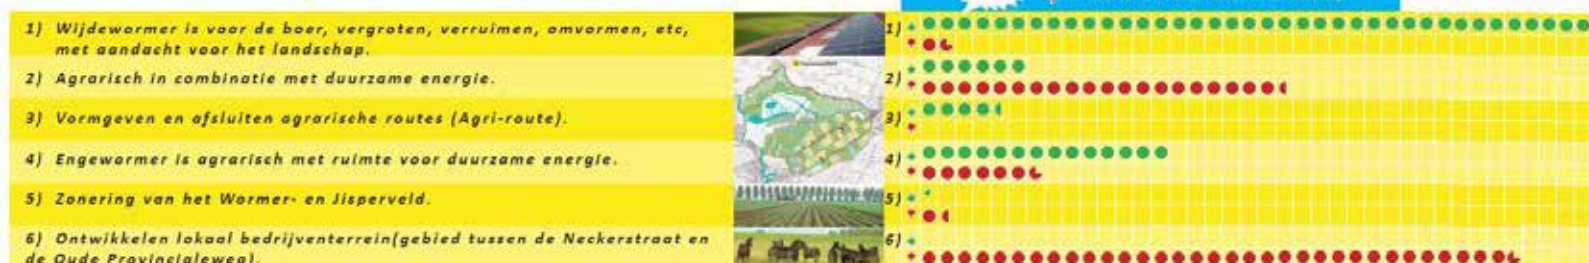 1) Wijdewormer is voor de boer, vergroten, verruimen, omvormen, etc,
met aandacht voor het landschap.
2) Agrarisch in combinatie met duurzame energie.
3) Vormgeven en afsluiten agrarische routes (Agri-route).
4) Engewormer is agrarisch met ruimte voor duurzame energie.
5) Zonering van het Wormer- en Jisperveld.
6) Ontwikkelen lokaal bedrijventerrein(gebied tussen de Neckerstraat en
de Oude Provincialeweg).
1)
2)
3)
4)
5)
6)